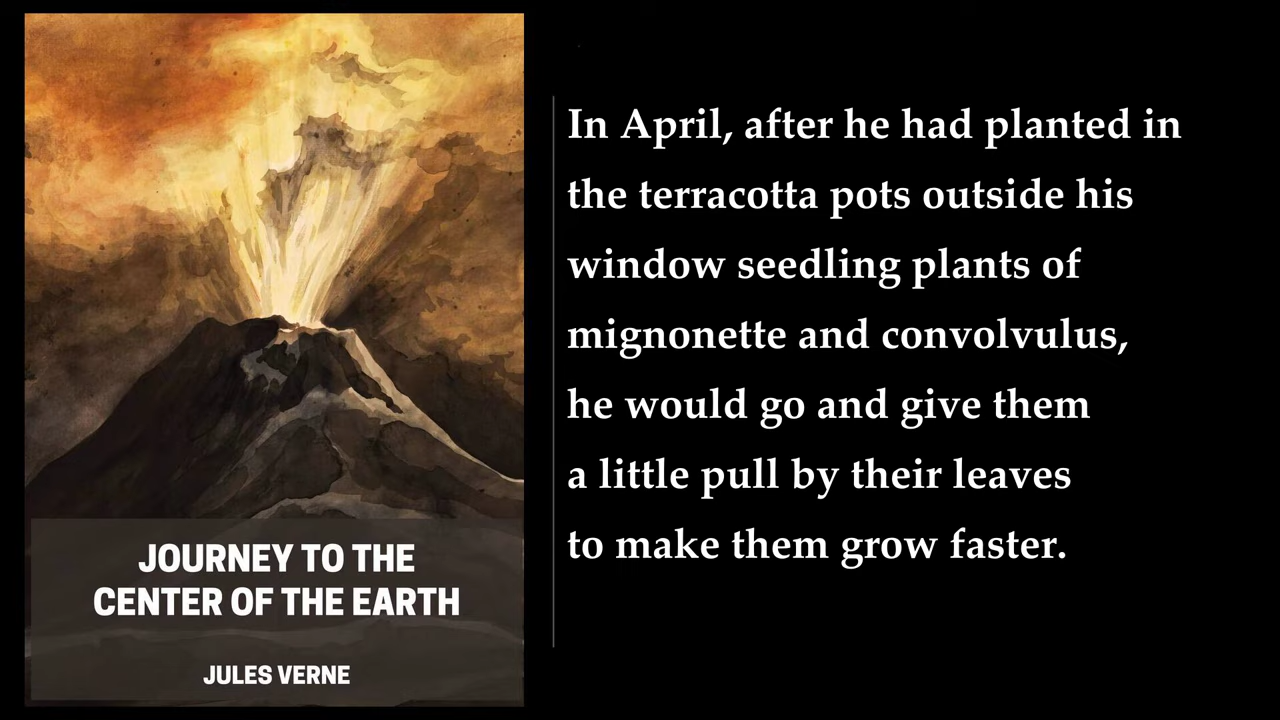 JOURNEY TO THE
CENTER OF THE EARTH
JULES VERNE
In April, after he had planted in
the terracotta pots outside his
window seedling plants of
mignonette and convolvulus,
he would go and give them
a little pull by their leaves
to make them grow faster.